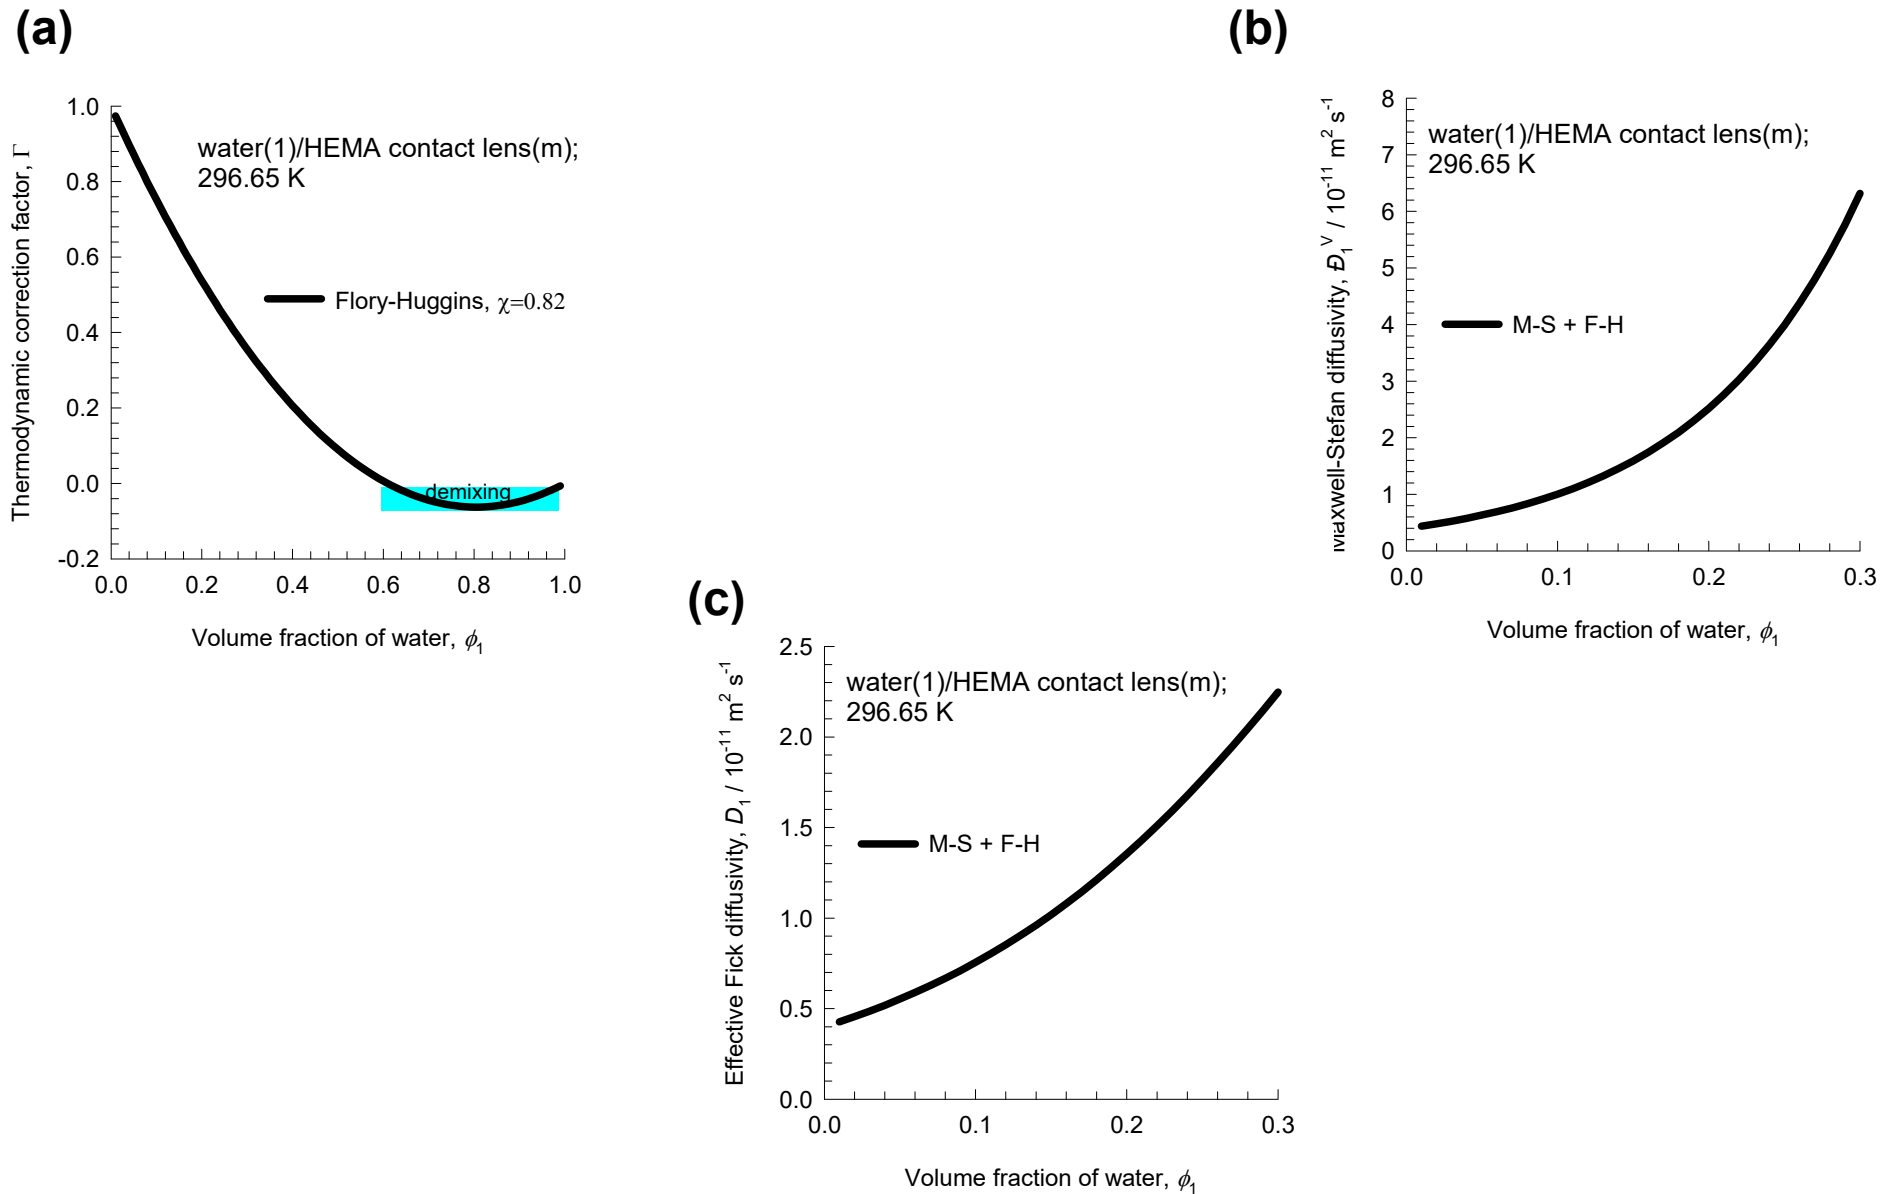 (a)
Thermodynamic correction factor, Γ
1.0
0.8
0.6
0.4
0.2
0.0
-0.2
water(1)/HEMA contact lens(m);
296.65 K
Flory-Huggins, χ=0.82
demixing
0.0 0.2 0.4 0.6 0.8 1.0
Volume fraction of water, ϕ₁
(b)
Maxwell-Stefan diffusivity, Đ₁ⱽ / 10⁻¹¹ m² s⁻¹
8
7
6
5
4
3
2
1
0
water(1)/HEMA contact lens(m);
296.65 K
M-S + F-H
0.0 0.1 0.2 0.3
Volume fraction of water, ϕ₁
(c)
Effective Fick diffusivity, D₁ / 10⁻¹¹ m² s⁻¹
2.5
2.0
1.5
1.0
0.5
0.0
water(1)/HEMA contact lens(m);
296.65 K
M-S + F-H
0.0 0.1 0.2 0.3
Volume fraction of water, ϕ₁